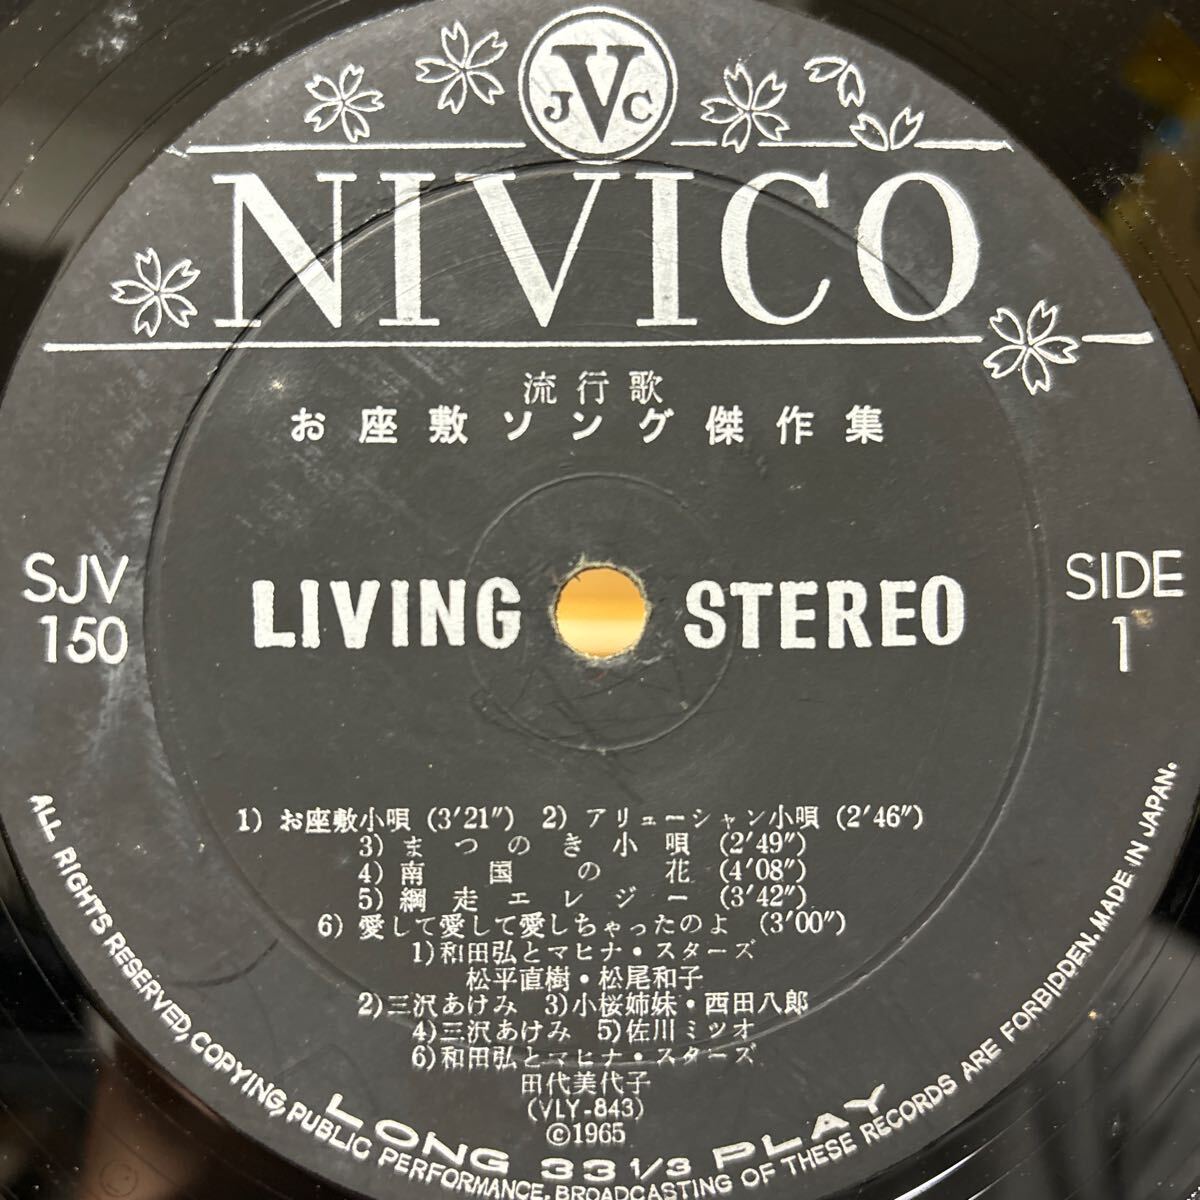 JVC
NIVICO
流行歌
お座敷ソング傑作集
SJV
150
LIVING STEREO
SIDE
1
1) お座敷小唄 (3'21") 2) アリューシャン小唄 (2'46")
3) まつのき小唄 (2'49")
4) 南国の花 (4'08")
5) 網走エレジー (3'42")
6) 愛して愛して愛しちゃったのよ (3'00")
1)和田弘とマヒナ・スターズ
松平直樹・松尾和子
2)三沢あけみ 3)小桜姉妹・西田八郎
4)三沢あけみ 5)佐川ミツオ
6)和田弘とマヒナ・スターズ
田代美代子
(VLY-843)
©1965
LONG 33 1/3 PLAY
ALL RIGHTS RESERVED, COPYING, PUBLIC PERFORMANCE, BROADCASTING OF THESE RECORDS ARE FORBIDDEN. MADE IN JAPAN.